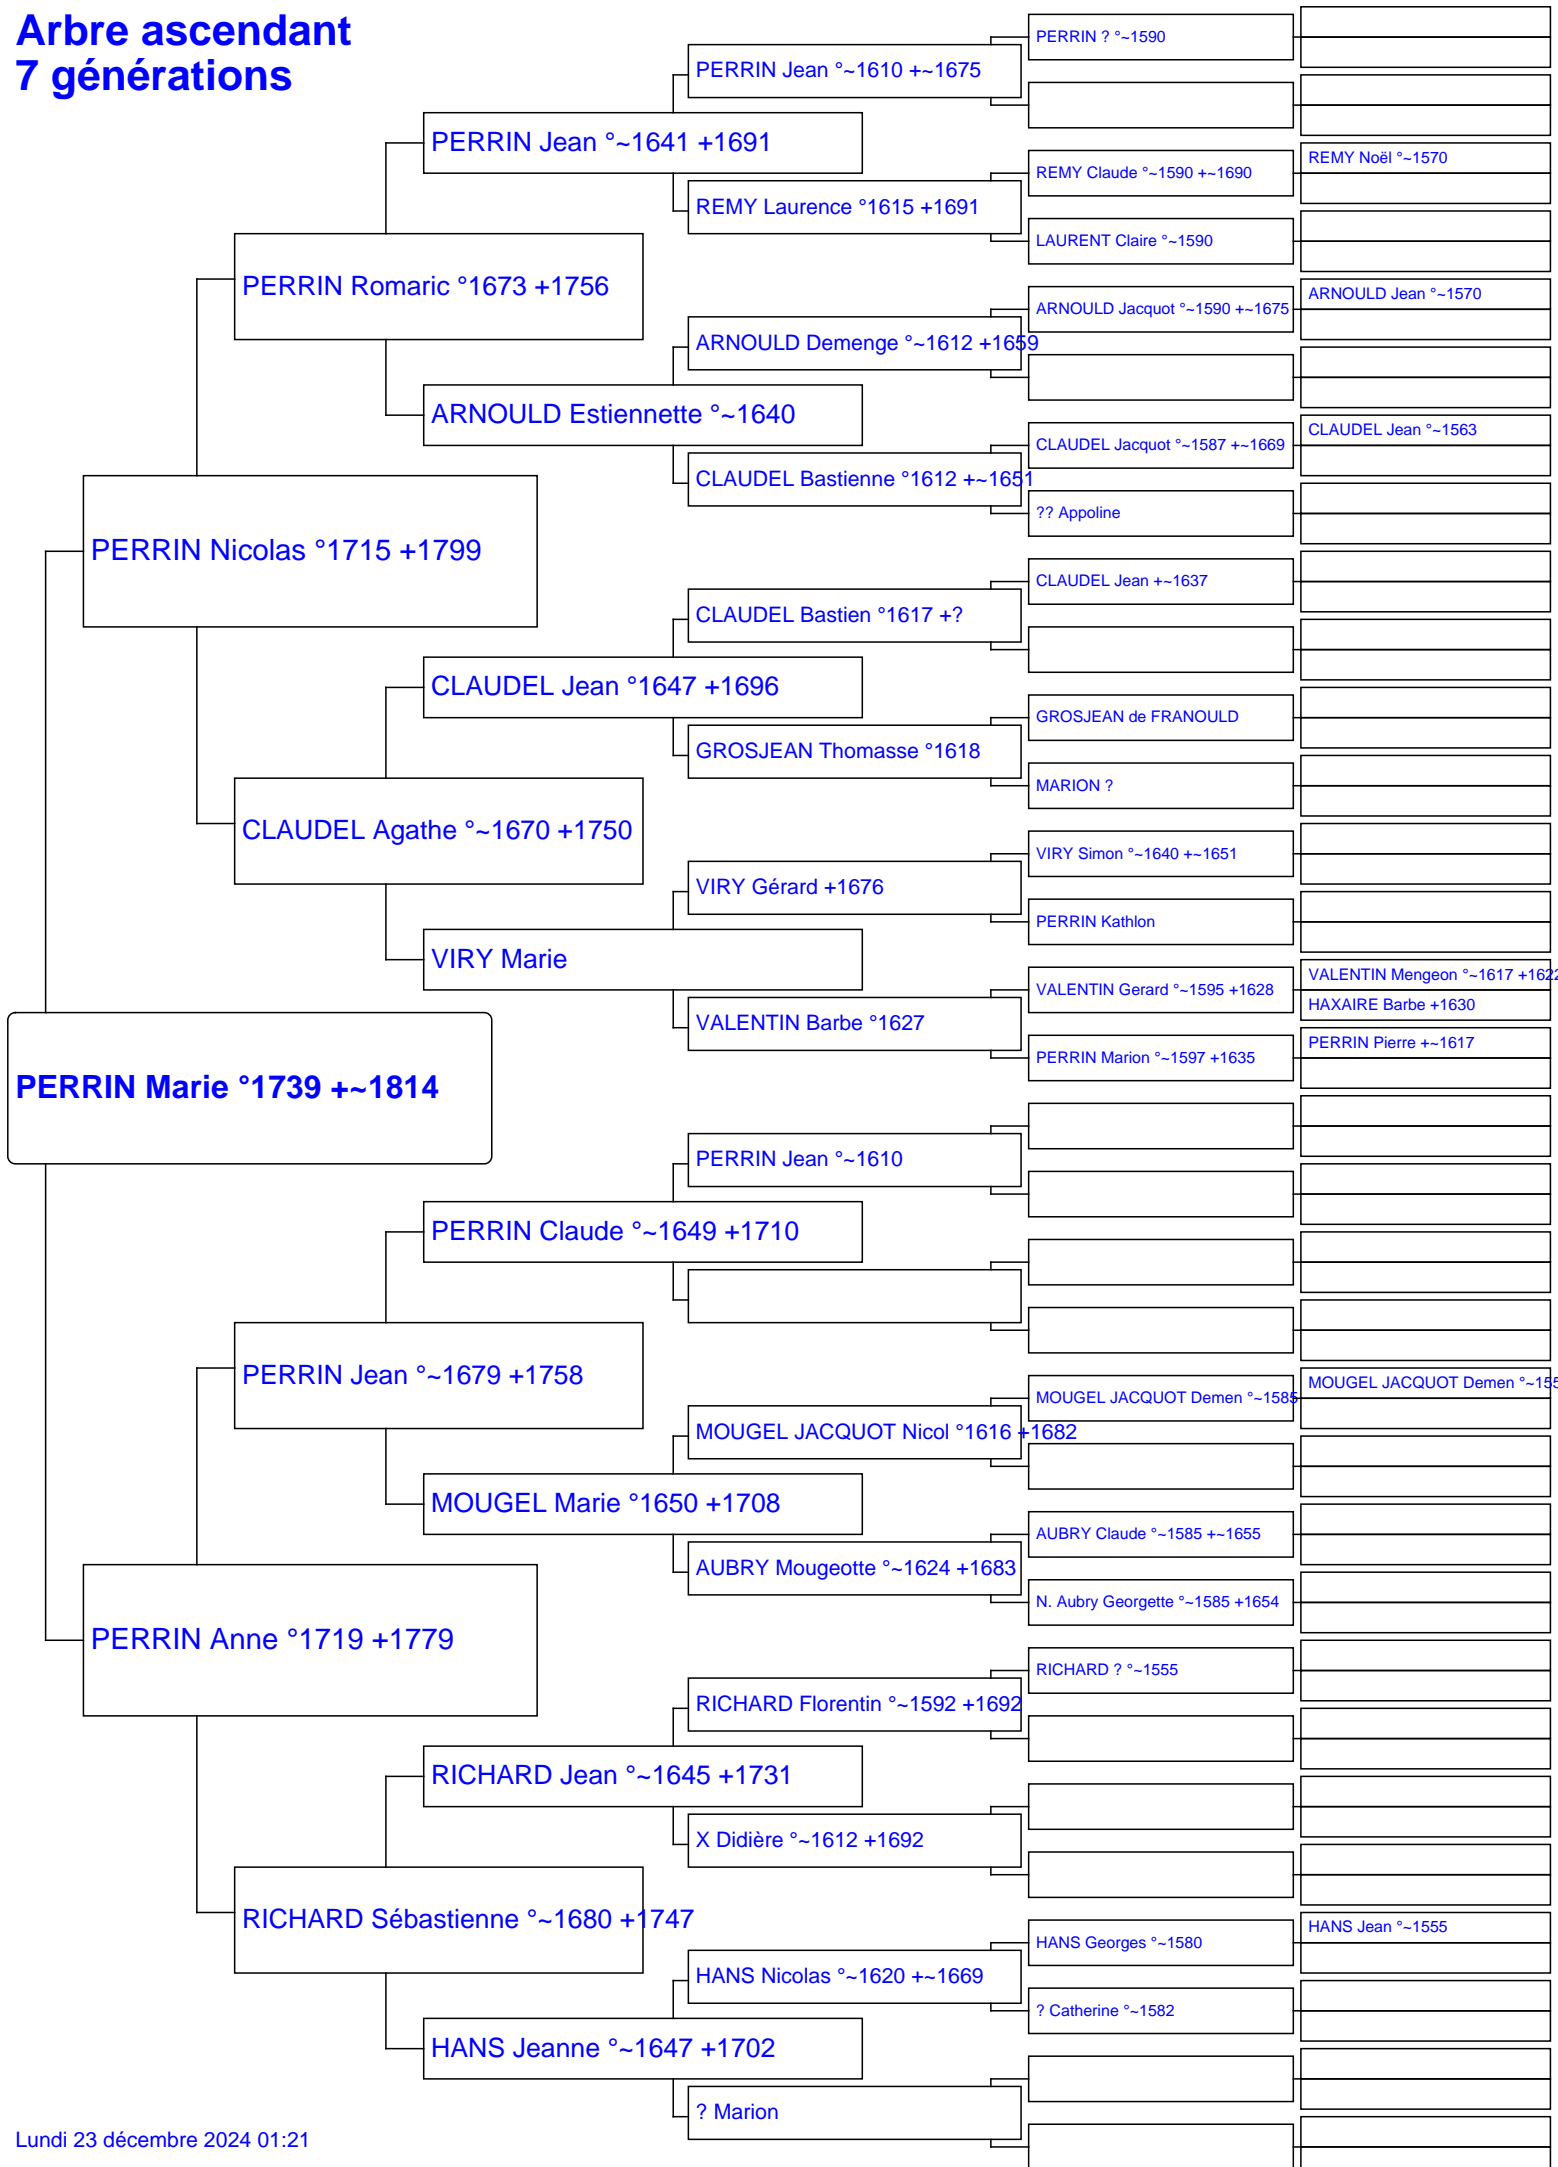 Arbre ascendant
7 générations
PERRIN ? °~1590
PERRIN Jean °~1610 +~1675
PERRIN Jean °~1641 +1691
REMY Noël °~1570
REMY Claude °~1590 +~1690
REMY Laurence °1615 +1691
LAURENT Claire °~1590
PERRIN Romaric °1673 +1756
ARNOULD Jean °~1570
ARNOULD Jacquot °~1590 +~1675
ARNOULD Demenge °~1612 +1659
ARNOULD Estiennette °~1640
CLAUDEL Jean °~1563
CLAUDEL Jacquot °~1587 +~1669
CLAUDEL Bastienne °1612 +~1651
?? Appoline
PERRIN Nicolas °1715 +1799
CLAUDEL Jean +~1637
CLAUDEL Bastien °1617 +?
CLAUDEL Jean °1647 +1696
GROSJEAN de FRANOULD
GROSJEAN Thomasse °1618
MARION ?
CLAUDEL Agathe °~1670 +1750
VIRY Simon °~1640 +~1651
VIRY Gérard +1676
PERRIN Kathlon
VIRY Marie
VALENTIN Mengeon °~1617 +1622
VALENTIN Gerard °~1595 +1628
HAXAIRE Barbe +1630
VALENTIN Barbe °1627
PERRIN Pierre +~1617
PERRIN Marion °~1597 +1635
PERRIN Marie °1739 +~1814
PERRIN Jean °~1610
PERRIN Claude °~1649 +1710
PERRIN Jean °~1679 +1758
MOUGEL JACQUOT Demen °~155
MOUGEL JACQUOT Demen °~1585
MOUGEL JACQUOT Nicol °1616 +1682
MOUGEL Marie °1650 +1708
AUBRY Claude °~1585 +~1655
AUBRY Mougeotte °~1624 +1683
N. Aubry Georgette °~1585 +1654
PERRIN Anne °1719 +1779
RICHARD ? °~1555
RICHARD Florentin °~1592 +1692
RICHARD Jean °~1645 +1731
X Didière °~1612 +1692
RICHARD Sébastienne °~1680 +1747
HANS Jean °~1555
HANS Georges °~1580
HANS Nicolas °~1620 +~1669
? Catherine °~1582
HANS Jeanne °~1647 +1702
? Marion
Lundi 23 décembre 2024 01:21